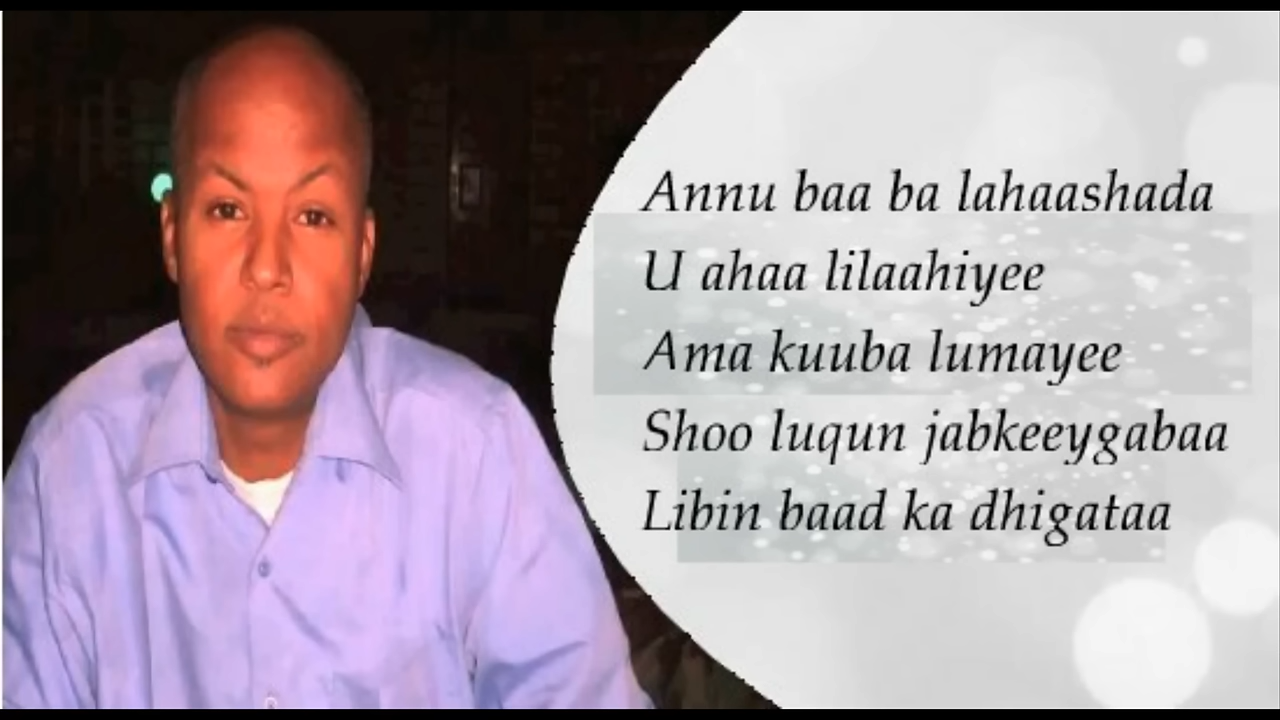 Annu baa ba lahaashada
U ahaa lilaahiyee
Ama kuuba lumayee
Shoo luqun jabkeeygabaa
Libin baad ka dhigataa